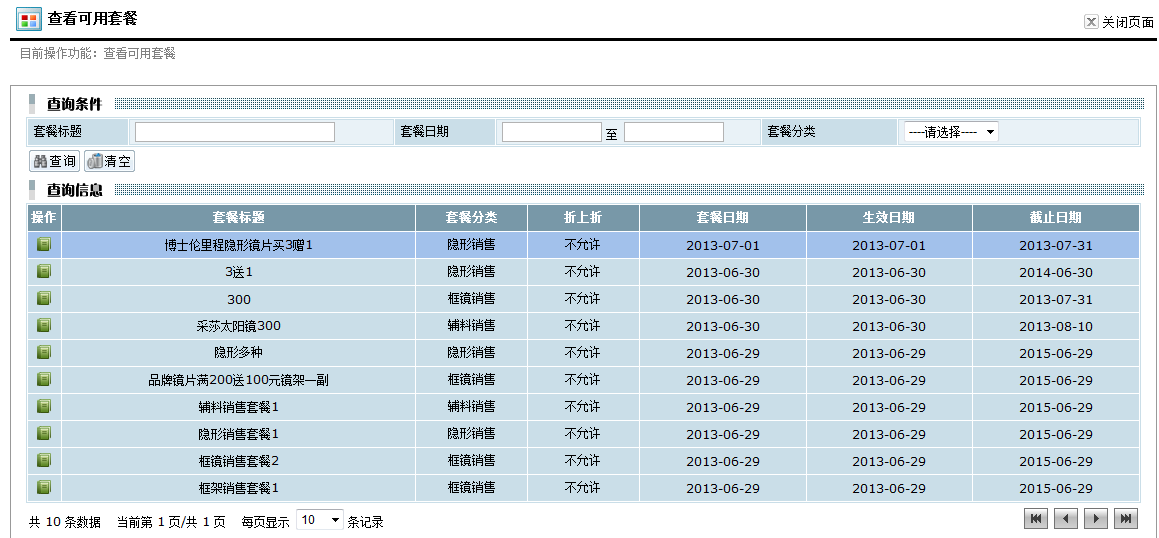 查看可用套餐
关闭页面
目前操作功能：查看可用套餐
查询条件
套餐标题 套餐日期 至 套餐分类 ----请选择----
查询 清空
查询信息
操作 套餐标题 套餐分类 折上折 套餐日期 生效日期 截止日期
博士伦里程隐形镜片买3赠1 隐形销售 不允许 2013-07-01 2013-07-01 2013-07-31
3送1 隐形销售 不允许 2013-06-30 2013-06-30 2014-06-30
300 框镜销售 不允许 2013-06-30 2013-06-30 2013-07-31
采莎太阳镜300 辅料销售 不允许 2013-06-30 2013-06-30 2013-08-10
隐形多种 隐形销售 不允许 2013-06-29 2013-06-29 2015-06-29
品牌镜片满200送100元镜架一副 框镜销售 不允许 2013-06-29 2013-06-29 2015-06-29
辅料销售套餐1 辅料销售 不允许 2013-06-29 2013-06-29 2015-06-29
隐形销售套餐1 隐形销售 不允许 2013-06-29 2013-06-29 2015-06-29
框镜销售套餐2 框镜销售 不允许 2013-06-29 2013-06-29 2015-06-29
框架销售套餐1 框镜销售 不允许 2013-06-29 2013-06-29 2015-06-29
共 10 条数据 当前第 1 页/共 1 页 每页显示 10 条记录